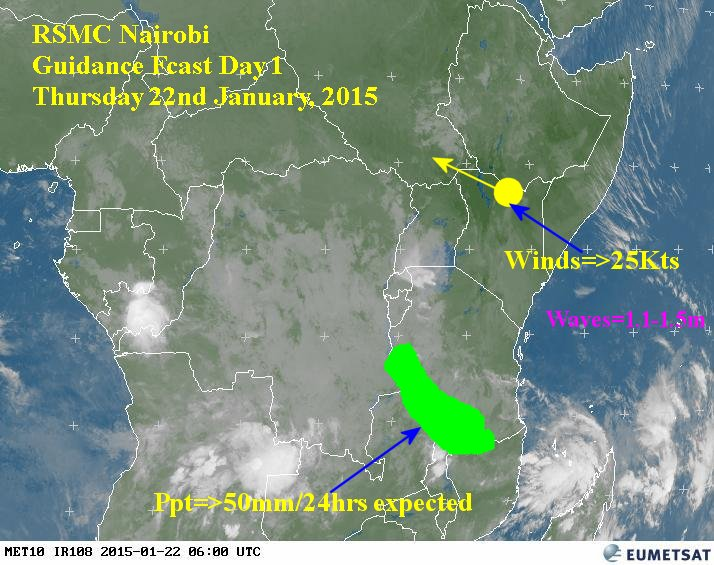 RSMC Nairobi
Guidance Fcast Day1
Thursday 22nd January, 2015
Winds=>25Kts
Waves=1.1-1.5m
Ppt=>50mm/24hrs expected
MET10 IR108 2015-01-22 06:00 UTC
EUMETSAT